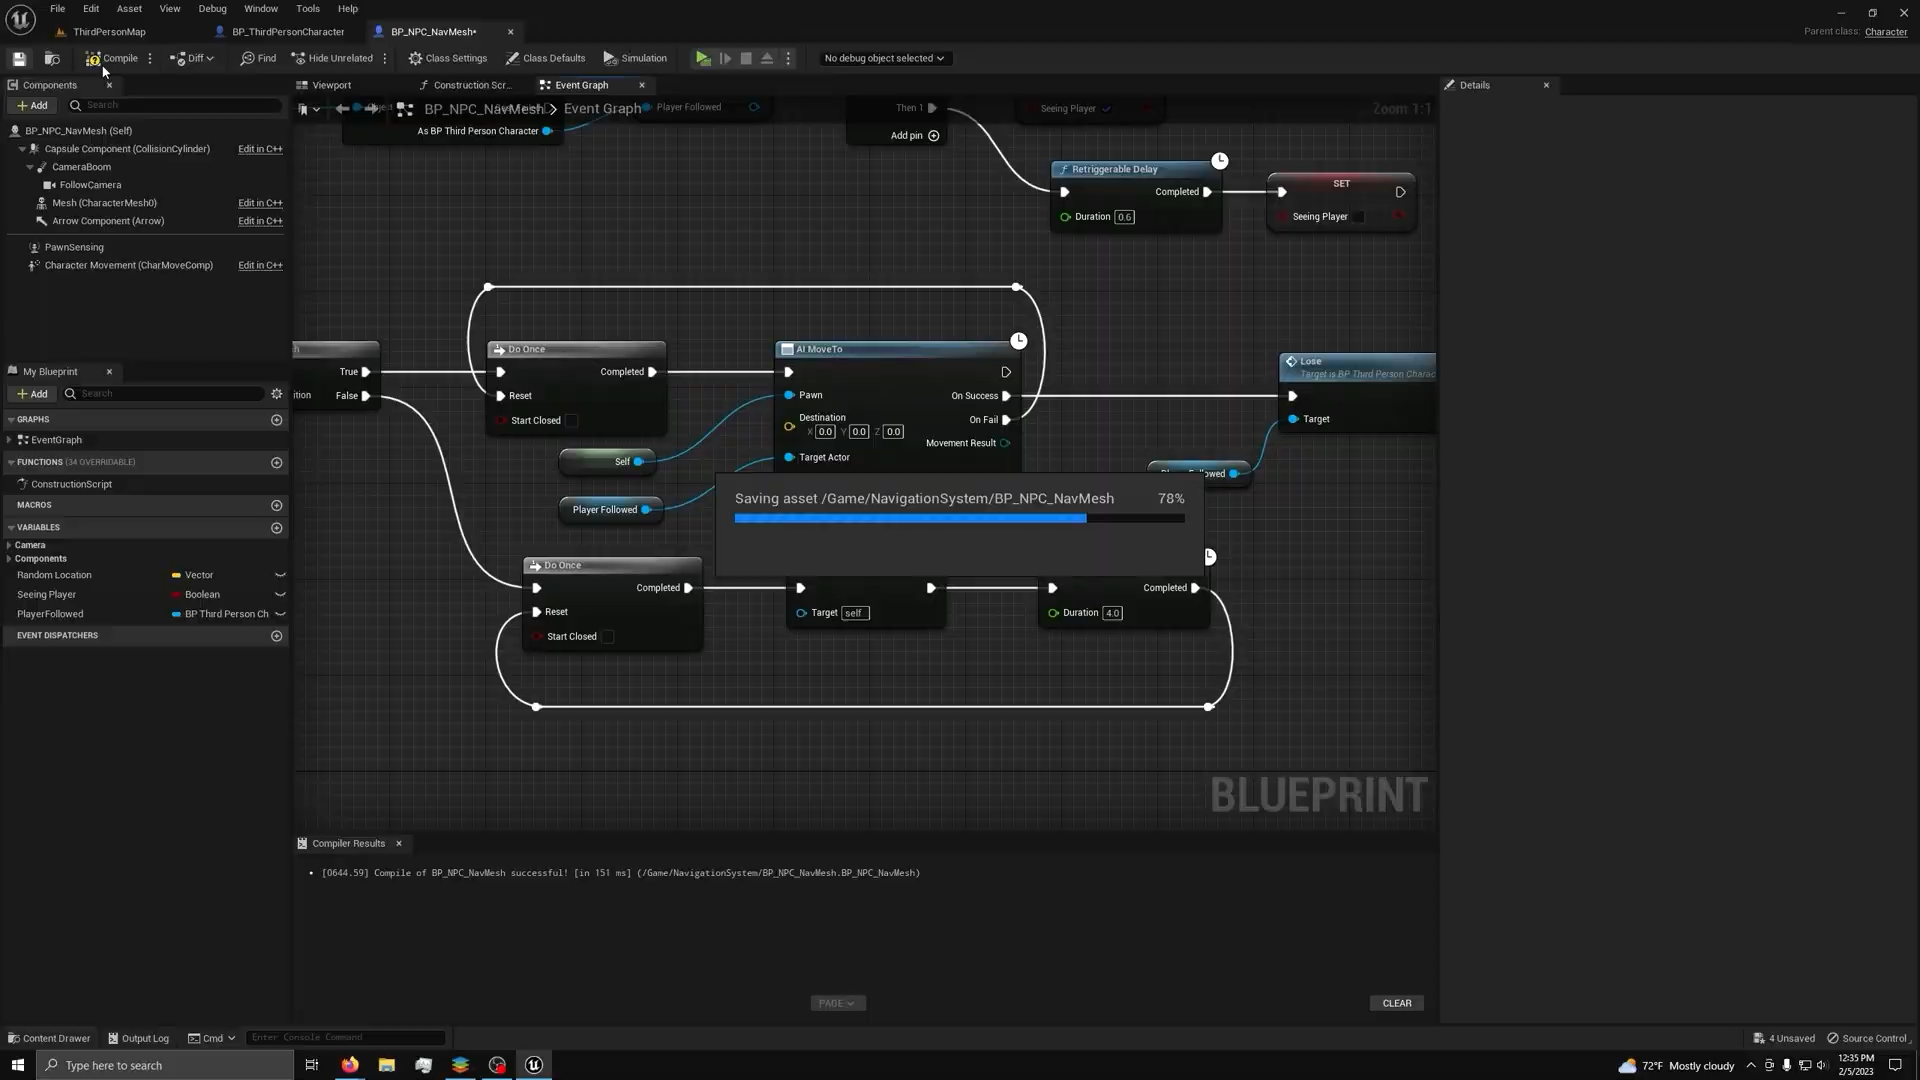 File Edit Asset View Debug Window Tools Help
ThirdPersonMap BP_ThirdPersonCharacter BP_NPC_NavMesh•
Parent class: Character
Compile Diff Find Hide Unrelated Class Settings Class Defaults Simulation No debug object selected
Components Viewport Construction Scr... Event Graph Details
Add Search
BP_NPC_NavMesh > Event Graph Zoom 1:1
BP_NPC_NavMesh (Self)
Capsule Component (CollisionCylinder) Edit in C++
CameraBoom
FollowCamera
Mesh (CharacterMesh0) Edit in C++
Arrow Component (Arrow) Edit in C++
PawnSensing
Character Movement (CharMoveComp) Edit in C++
My Blueprint
Add Search
GRAPHS
EventGraph
FUNCTIONS (34 OVERRIDABLE)
ConstructionScript
MACROS
VARIABLES
Camera
Components
Random Location Vector
Seeing Player Boolean
PlayerFollowed BP Third Person Ch
EVENT DISPATCHERS
Object Player Followed
As BP Third Person Character
Then 1
Add pin
Seeing Player
Retriggerable Delay
Completed
Duration 0.6
SET
Seeing Player
True
False
Do Once
Completed
Reset
Start Closed
AI MoveTo
Pawn On Success
Destination
X 0.0 Y 0.0 Z 0.0
On Fail
Movement Result
Target Actor
Self
Player Followed
Lose
Target is BP Third Person Charac
Target
Saving asset /Game/NavigationSystem/BP_NPC_NavMesh 78%
Do Once
Completed
Reset
Start Closed
Target self
Completed
Duration 4.0
BLUEPRINT
Compiler Results
[0644.59] Compile of BP_NPC_NavMesh successful! [in 151 ms] (/Game/NavigationSystem/BP_NPC_NavMesh.BP_NPC_NavMesh)
PAGE CLEAR
Content Drawer Output Log Cmd Enter Console Command 4 Unsaved Source Control
Type here to search 72°F Mostly cloudy
12:35 PM
2/5/2023